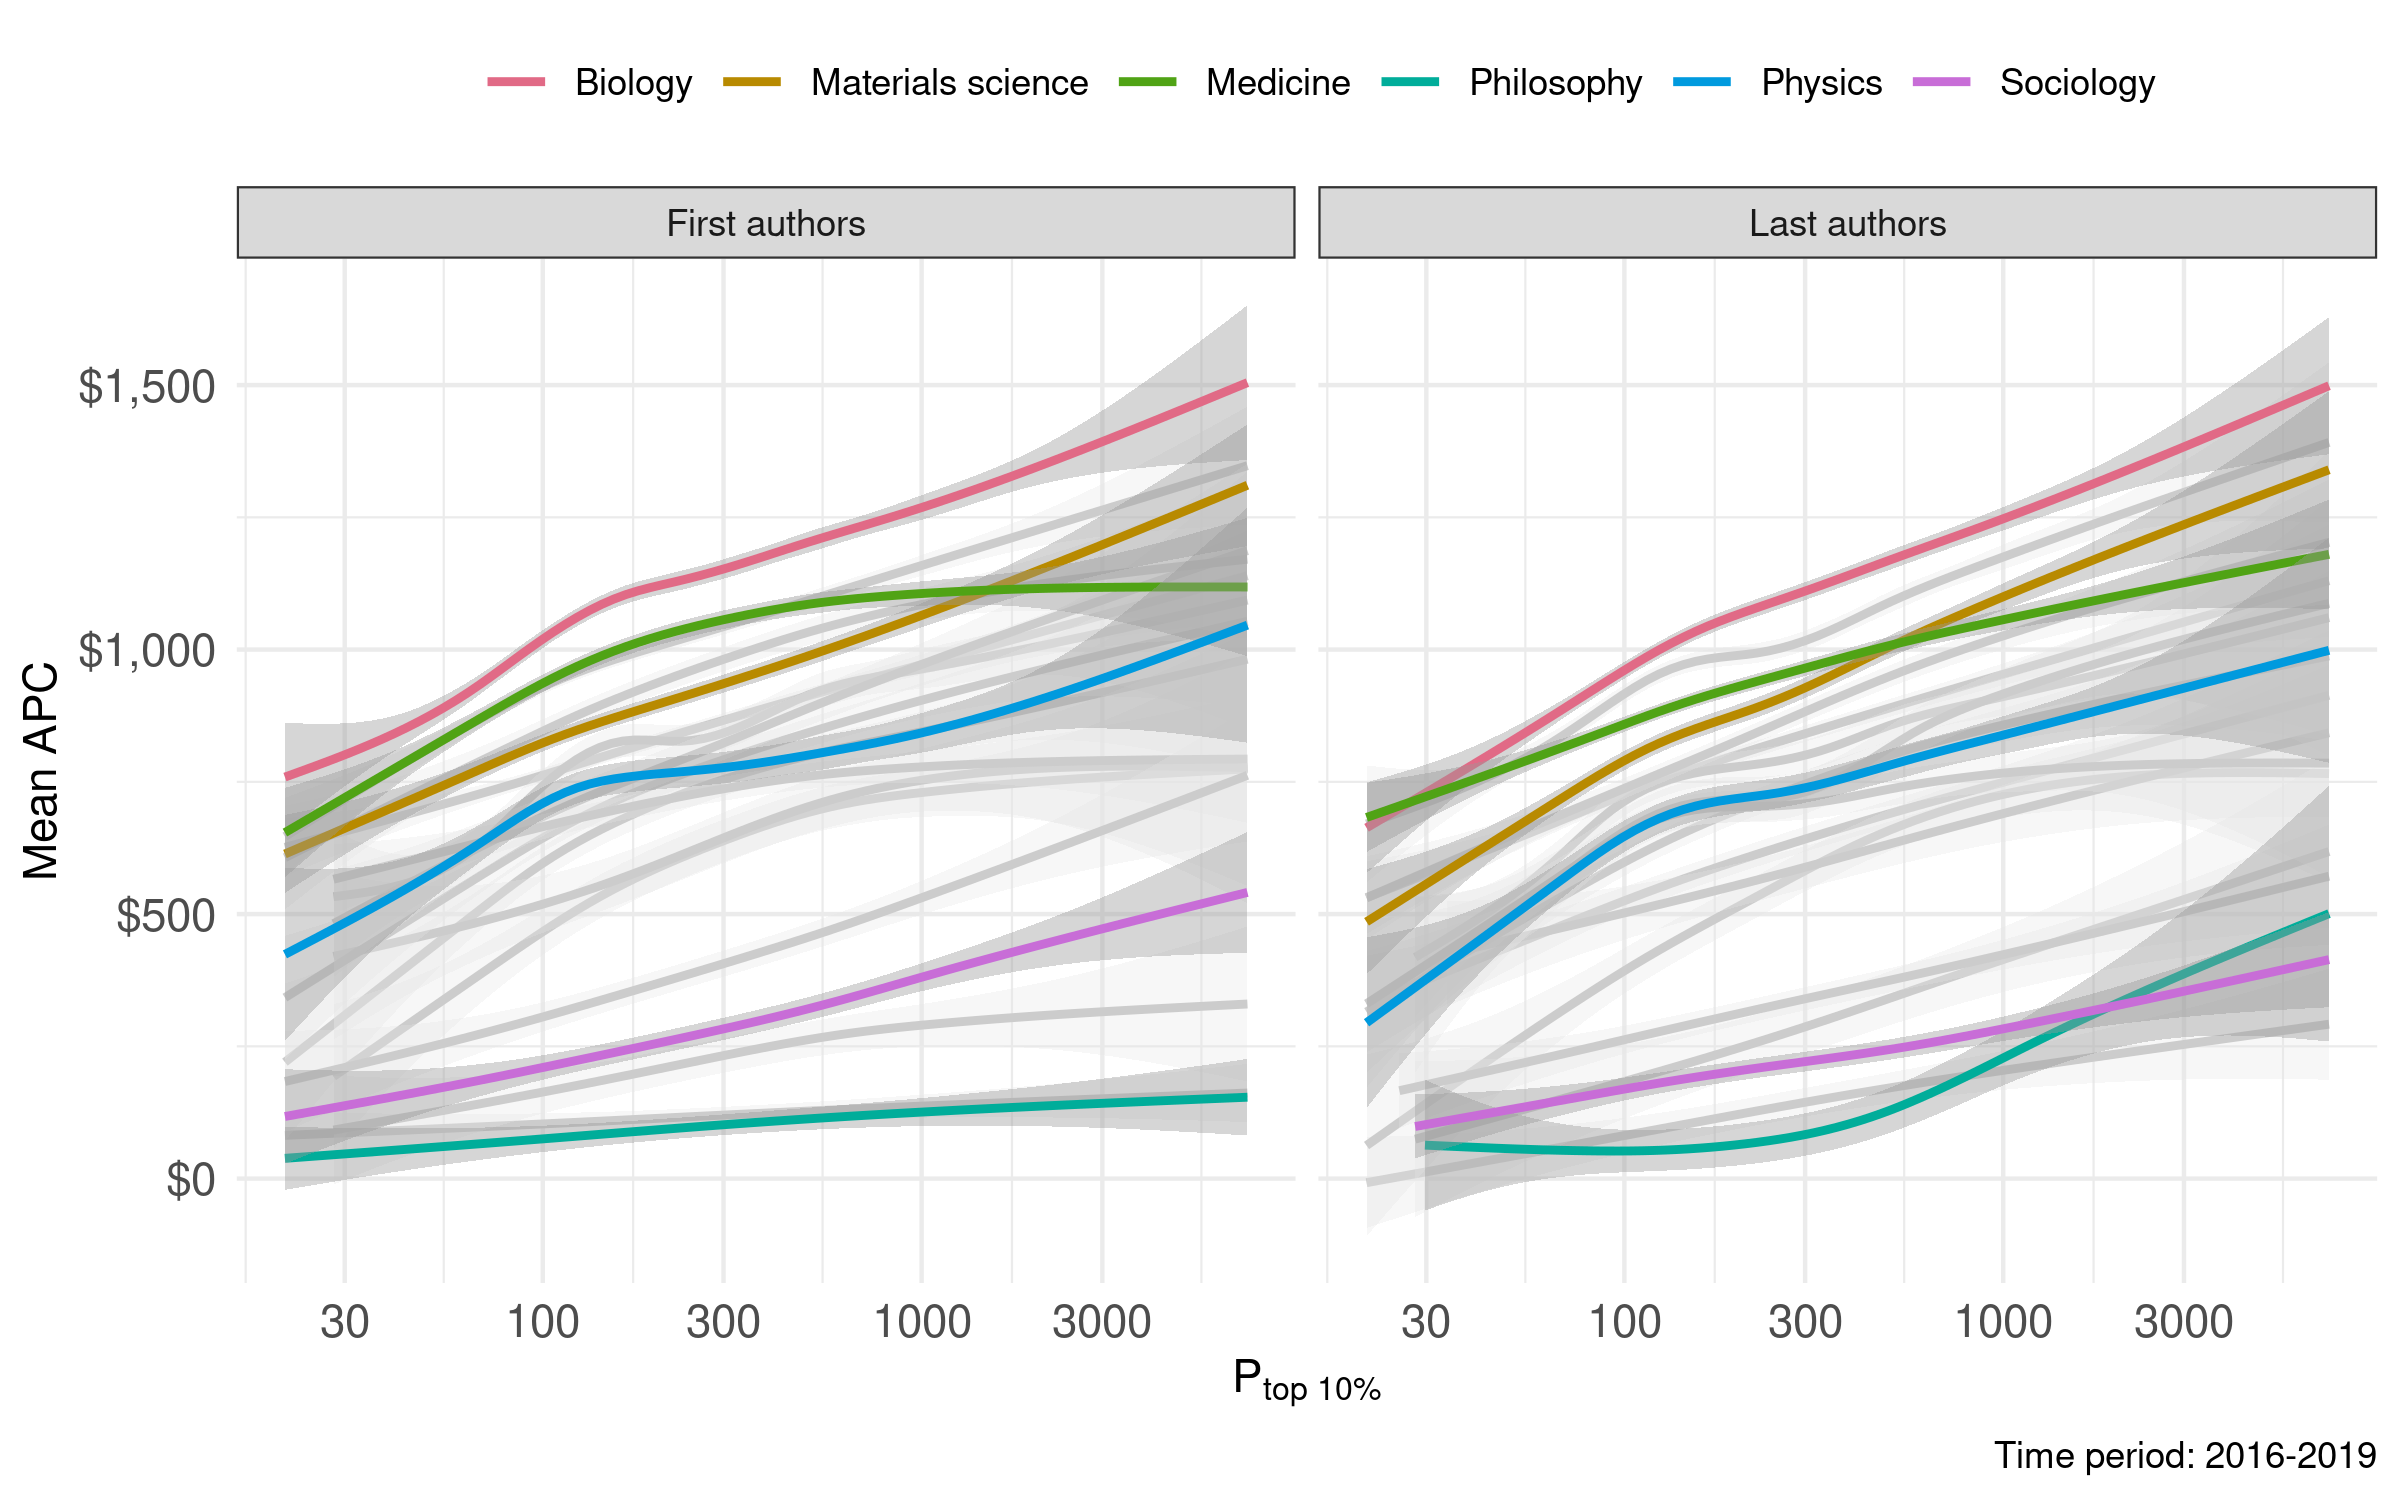 Biology Materials science Medicine Philosophy Physics Sociology
First authors Last authors
$1,500
$1,000
$500
$0
Mean APC
30 100 300 1000 3000 30 100 300 1000 3000
Ptop 10%
Time period: 2016-2019